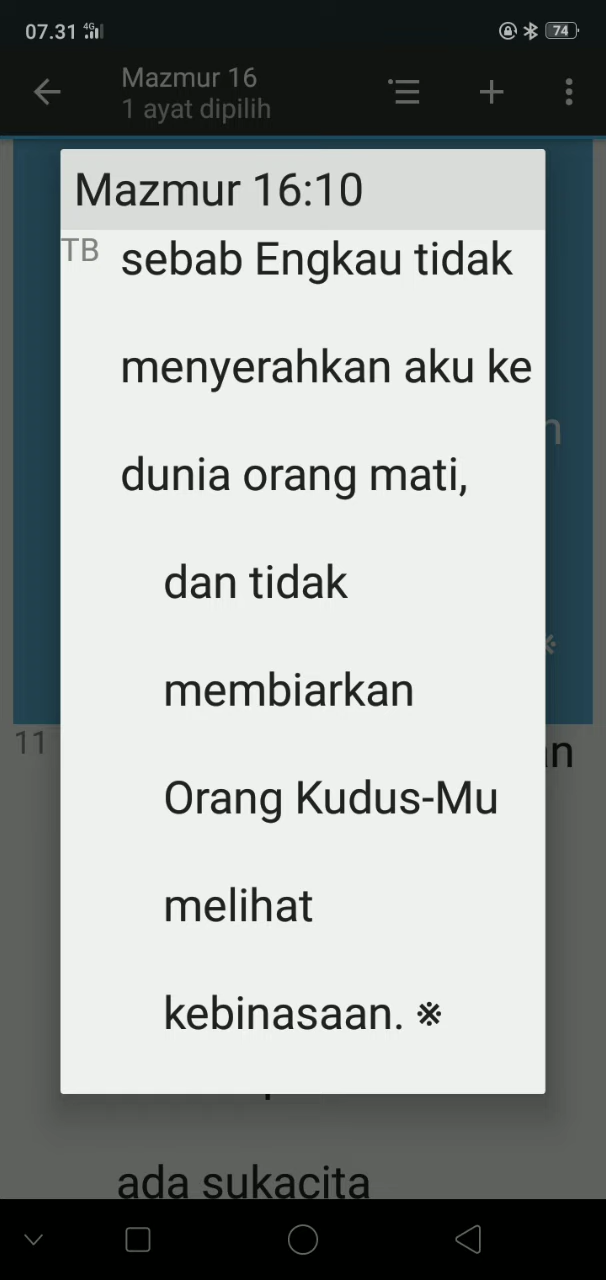 07.31 4G 74
Mazmur 16
1 ayat dipilih
Mazmur 16:10
TB sebab Engkau tidak
menyerahkan aku ke
dunia orang mati,
dan tidak
membiarkan
Orang Kudus-Mu
melihat
kebinasaan. ※
11
ada sukacita